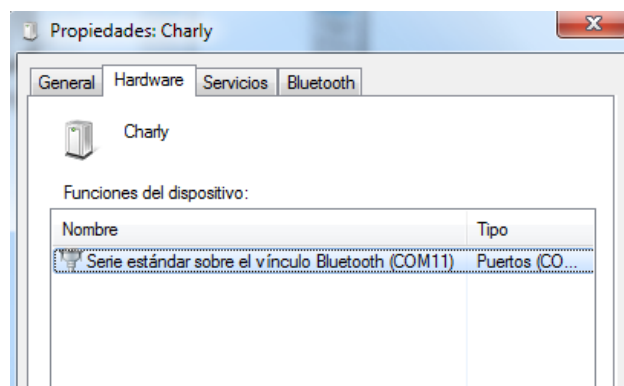 Propiedades: Charly
General Hardware Servicios Bluetooth
Charly
Funciones del dispositivo:
Nombre Tipo
Serie estándar sobre el vínculo Bluetooth (COM11) Puertos (CO...